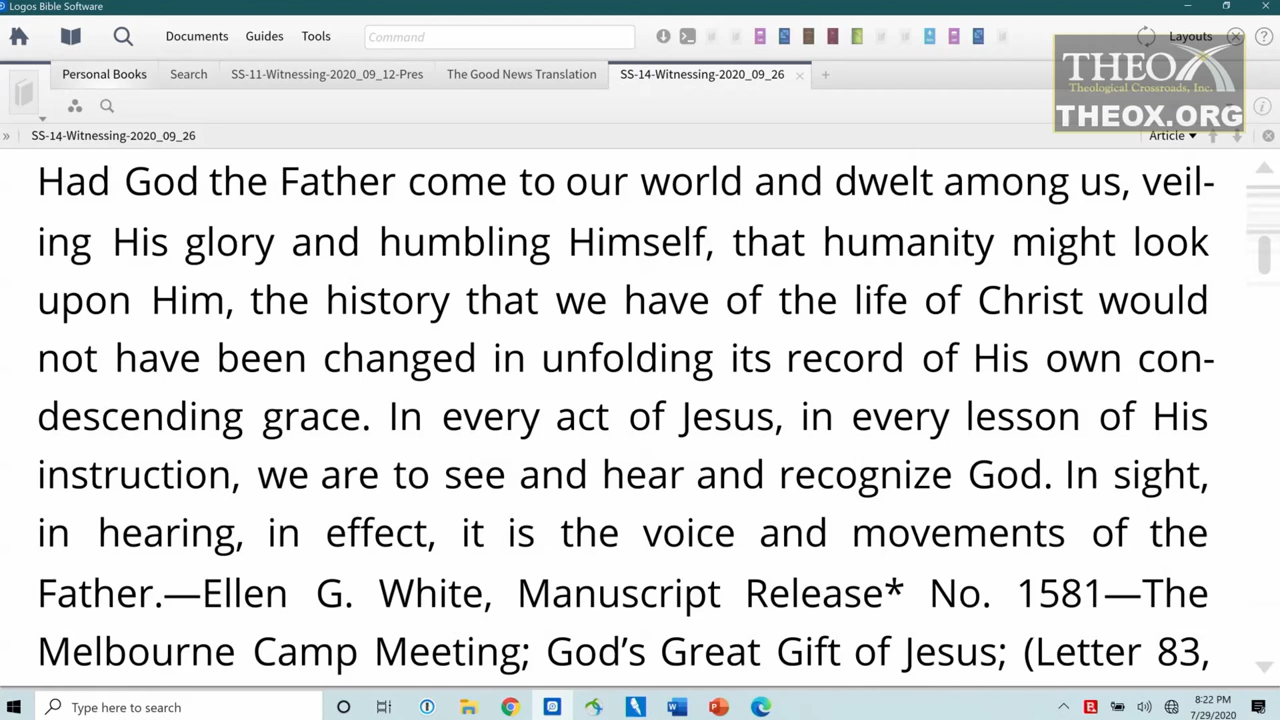 Logos Bible Software
Documents Guides Tools Command Layouts
THEOX
Theological Crossroads, Inc.
THEOX.ORG
Personal Books Search SS-11-Witnessing-2020_09_12-Pres The Good News Translation SS-14-Witnessing-2020_09_26
SS-14-Witnessing-2020_09_26 Article
Had God the Father come to our world and dwelt among us, veil-
ing His glory and humbling Himself, that humanity might look
upon Him, the history that we have of the life of Christ would
not have been changed in unfolding its record of His own con-
descending grace. In every act of Jesus, in every lesson of His
instruction, we are to see and hear and recognize God. In sight,
in hearing, in effect, it is the voice and movements of the
Father.—Ellen G. White, Manuscript Release* No. 1581—The
Melbourne Camp Meeting; God’s Great Gift of Jesus; (Letter 83,
Type here to search
8:22 PM
7/29/2020